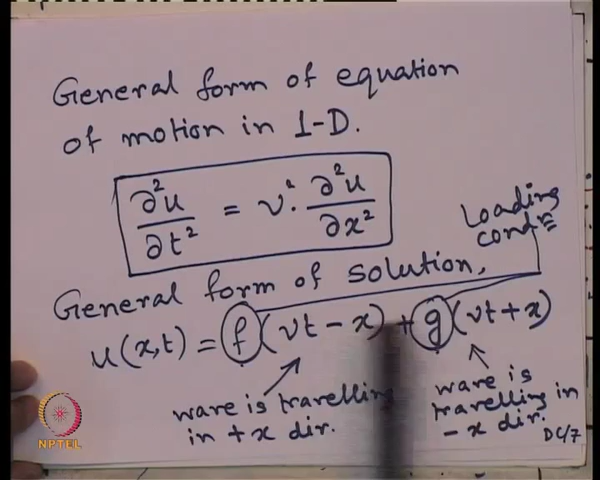 General form of equation
of motion in 1-D.
∂²u/∂t² = v². ∂²u/∂x²
Loading
condⁿ
General form of solution,
u(x,t) = f(vt-x) + g(vt+x)
wave is travelling
in +x dir.
wave is
travelling in
-x dir.
DC/7
NPTEL